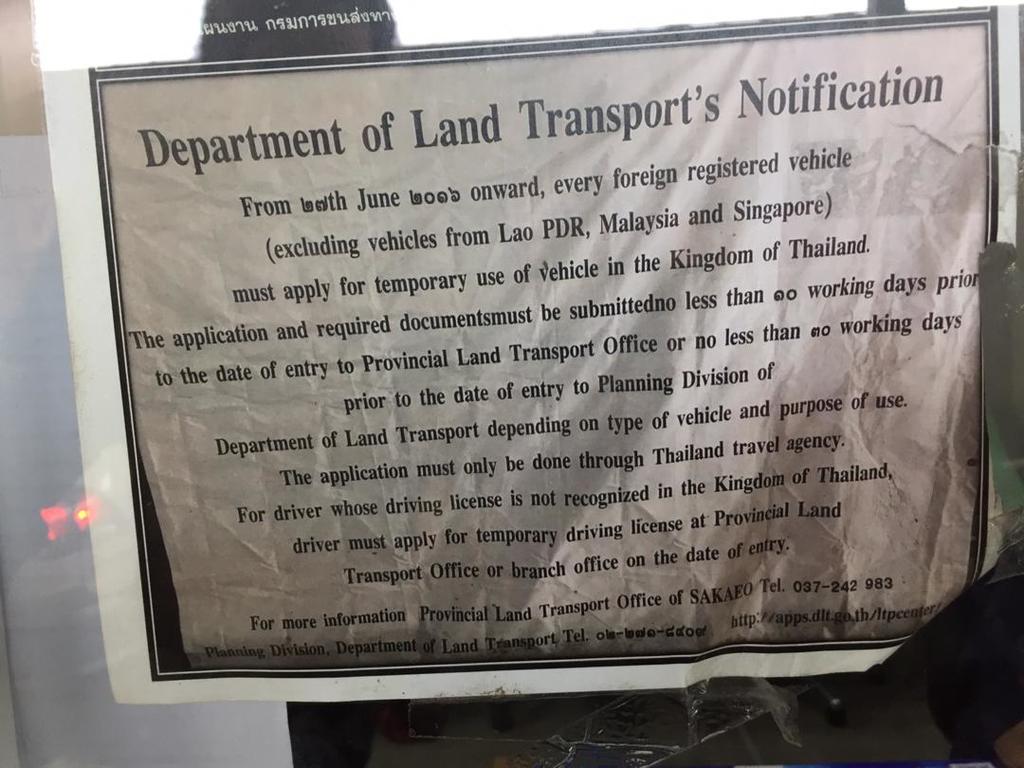 ผนงาน กรมการขนส่งทา
Department of Land Transport's Notification
From ๒๗th June ๒๐๑๖ onward, every foreign registered vehicle
(excluding vehicles from Lao PDR, Malaysia and Singapore)
must apply for temporary use of vehicle in the Kingdom of Thailand.
The application and required documentsmust be submittedno less than ๑๐ working days prior
to the date of entry to Provincial Land Transport Office or no less than ๓๐ working days
prior to the date of entry to Planning Division of
Department of Land Transport depending on type of vehicle and purpose of use.
The application must only be done through Thailand travel agency.
For driver whose driving license is not recognized in the Kingdom of Thailand,
driver must apply for temporary driving license at Provincial Land
Transport Office or branch office on the date of entry.
For more information Provincial Land Transport Office of SAKAEO Tel. 037-242 983
Planning Division, Department of Land Transport Tel. http://apps.dlt.go.th/ltpcenter/